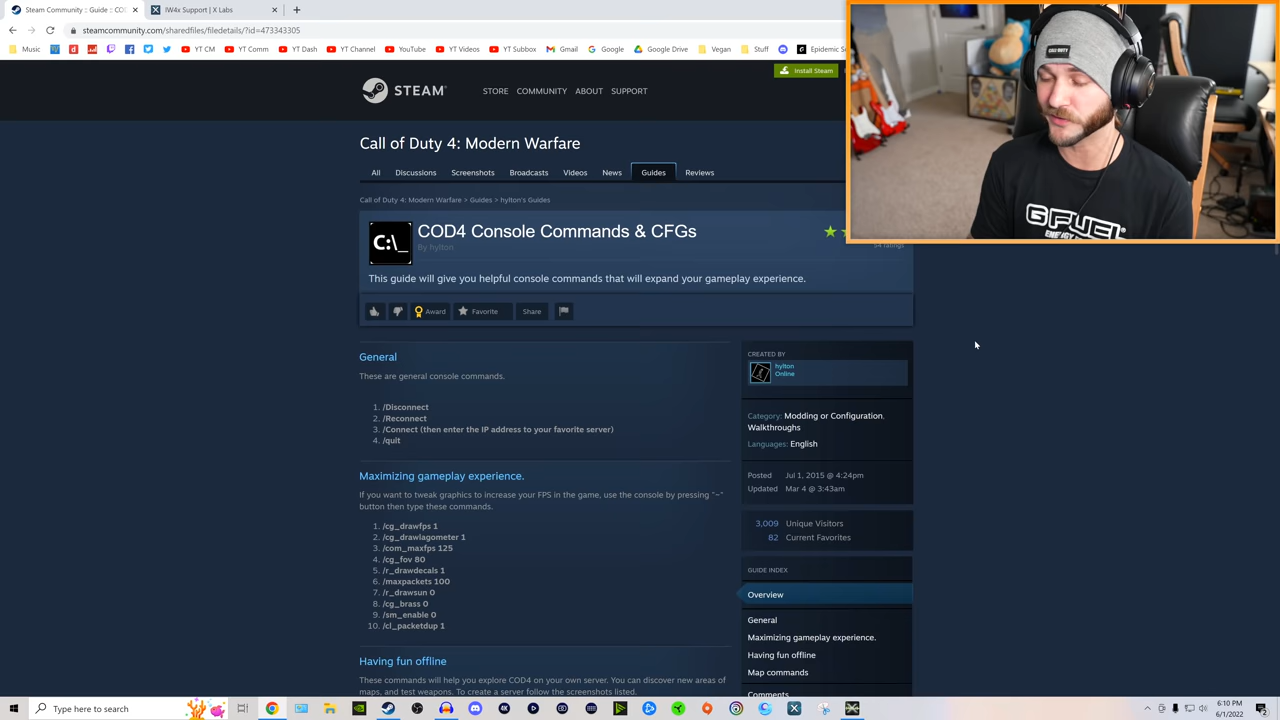 Steam Community :: Guide :: COD
IW4x Support | X Labs
steamcommunity.com/sharedfiles/filedetails/?id=473343305
Music
YT CM
YT Comm
YT Dash
YT Channel
YouTube
YT Videos
YT Subbox
Gmail
Google
Google Drive
Vegan
Stuff
Epidemic S
Install Steam
STEAM
STORE COMMUNITY ABOUT SUPPORT
CALL OF DUTY
G FUEL
ENERGY
Call of Duty 4: Modern Warfare
All Discussions Screenshots Broadcasts Videos News Guides Reviews
Call of Duty 4: Modern Warfare > Guides > hylton's Guides
C:\_
COD4 Console Commands & CFGs
By hylton
54 ratings
This guide will give you helpful console commands that will expand your gameplay experience.
Award Favorite Share
General
These are general console commands.
1. /Disconnect
2. /Reconnect
3. /Connect (then enter the IP address to your favorite server)
4. /quit
Maximizing gameplay experience.
If you want to tweak graphics to increase your FPS in the game, use the console by pressing "~"
button then type these commands.
1. /cg_drawfps 1
2. /cg_drawlagometer 1
3. /com_maxfps 125
4. /cg_fov 80
5. /r_drawdecals 1
6. /maxpackets 100
7. /r_drawsun 0
8. /cg_brass 0
9. /sm_enable 0
10. /cl_packetdup 1
Having fun offline
These commands will help you explore COD4 on your own server. You can discover new areas of
maps, and test weapons. To create a server follow the screenshots listed.
CREATED BY
hylton
Online
Category: Modding or Configuration,
Walkthroughs
Languages: English
Posted Jul 1, 2015 @ 4:24pm
Updated Mar 4 @ 3:43am
3,009 Unique Visitors
82 Current Favorites
GUIDE INDEX
Overview
General
Maximizing gameplay experience.
Having fun offline
Map commands
Comments
Type here to search
6:10 PM
6/1/2022